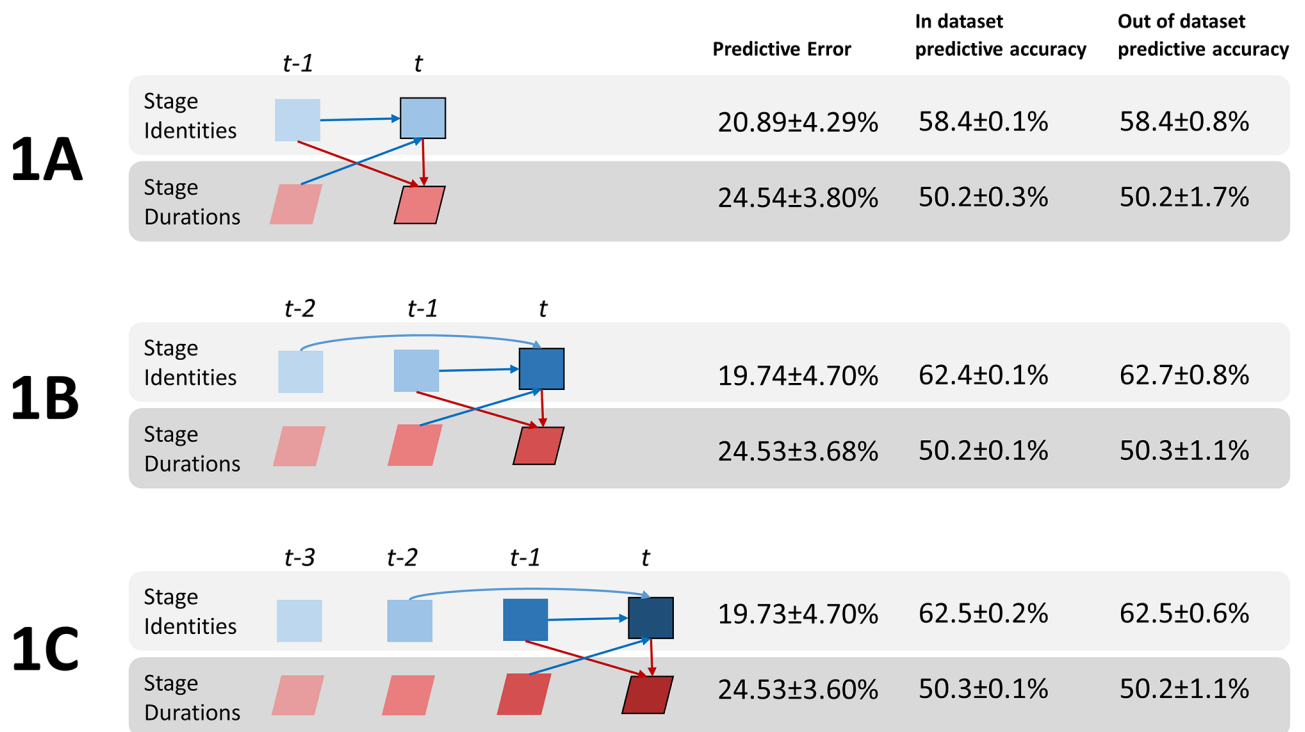 Predictive Error
In dataset
predictive accuracy
Out of dataset
predictive accuracy
1A
t-1
t
Stage
Identities
20.89±4.29%
58.4±0.1%
58.4±0.8%
Stage
Durations
24.54±3.80%
50.2±0.3%
50.2±1.7%
1B
t-2
t-1
t
Stage
Identities
19.74±4.70%
62.4±0.1%
62.7±0.8%
Stage
Durations
24.53±3.68%
50.2±0.1%
50.3±1.1%
1C
t-3
t-2
t-1
t
Stage
Identities
19.73±4.70%
62.5±0.2%
62.5±0.6%
Stage
Durations
24.53±3.60%
50.3±0.1%
50.2±1.1%